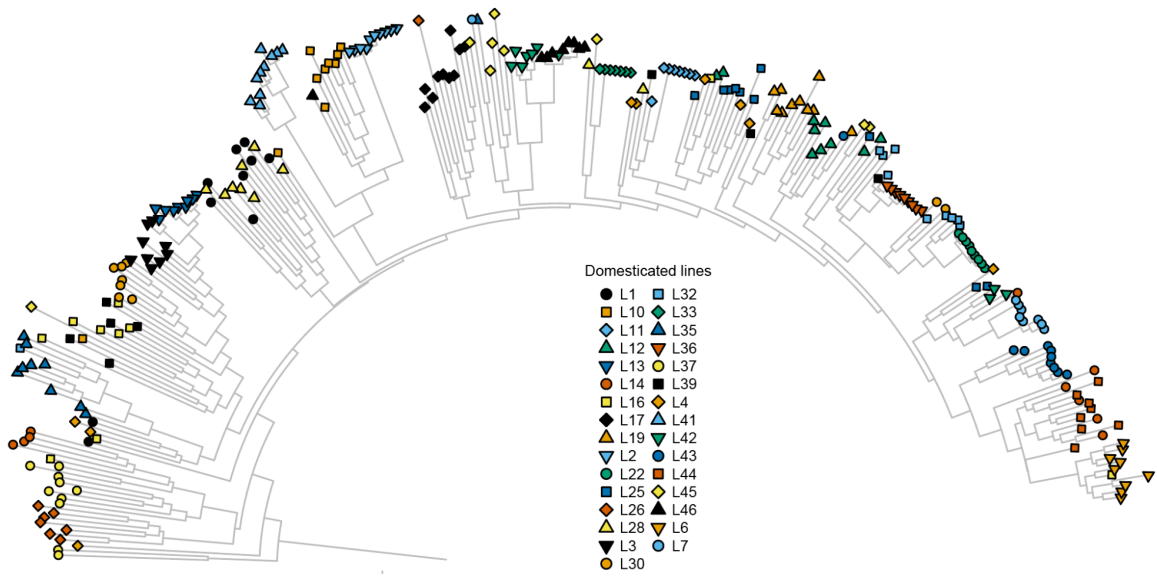 Domesticated lines
L1 L32
L10 L33
L11 L35
L12 L36
L13 L37
L14 L39
L16 L4
L17 L41
L19 L42
L2 L43
L22 L44
L25 L45
L26 L46
L28 L6
L3 L7
L30